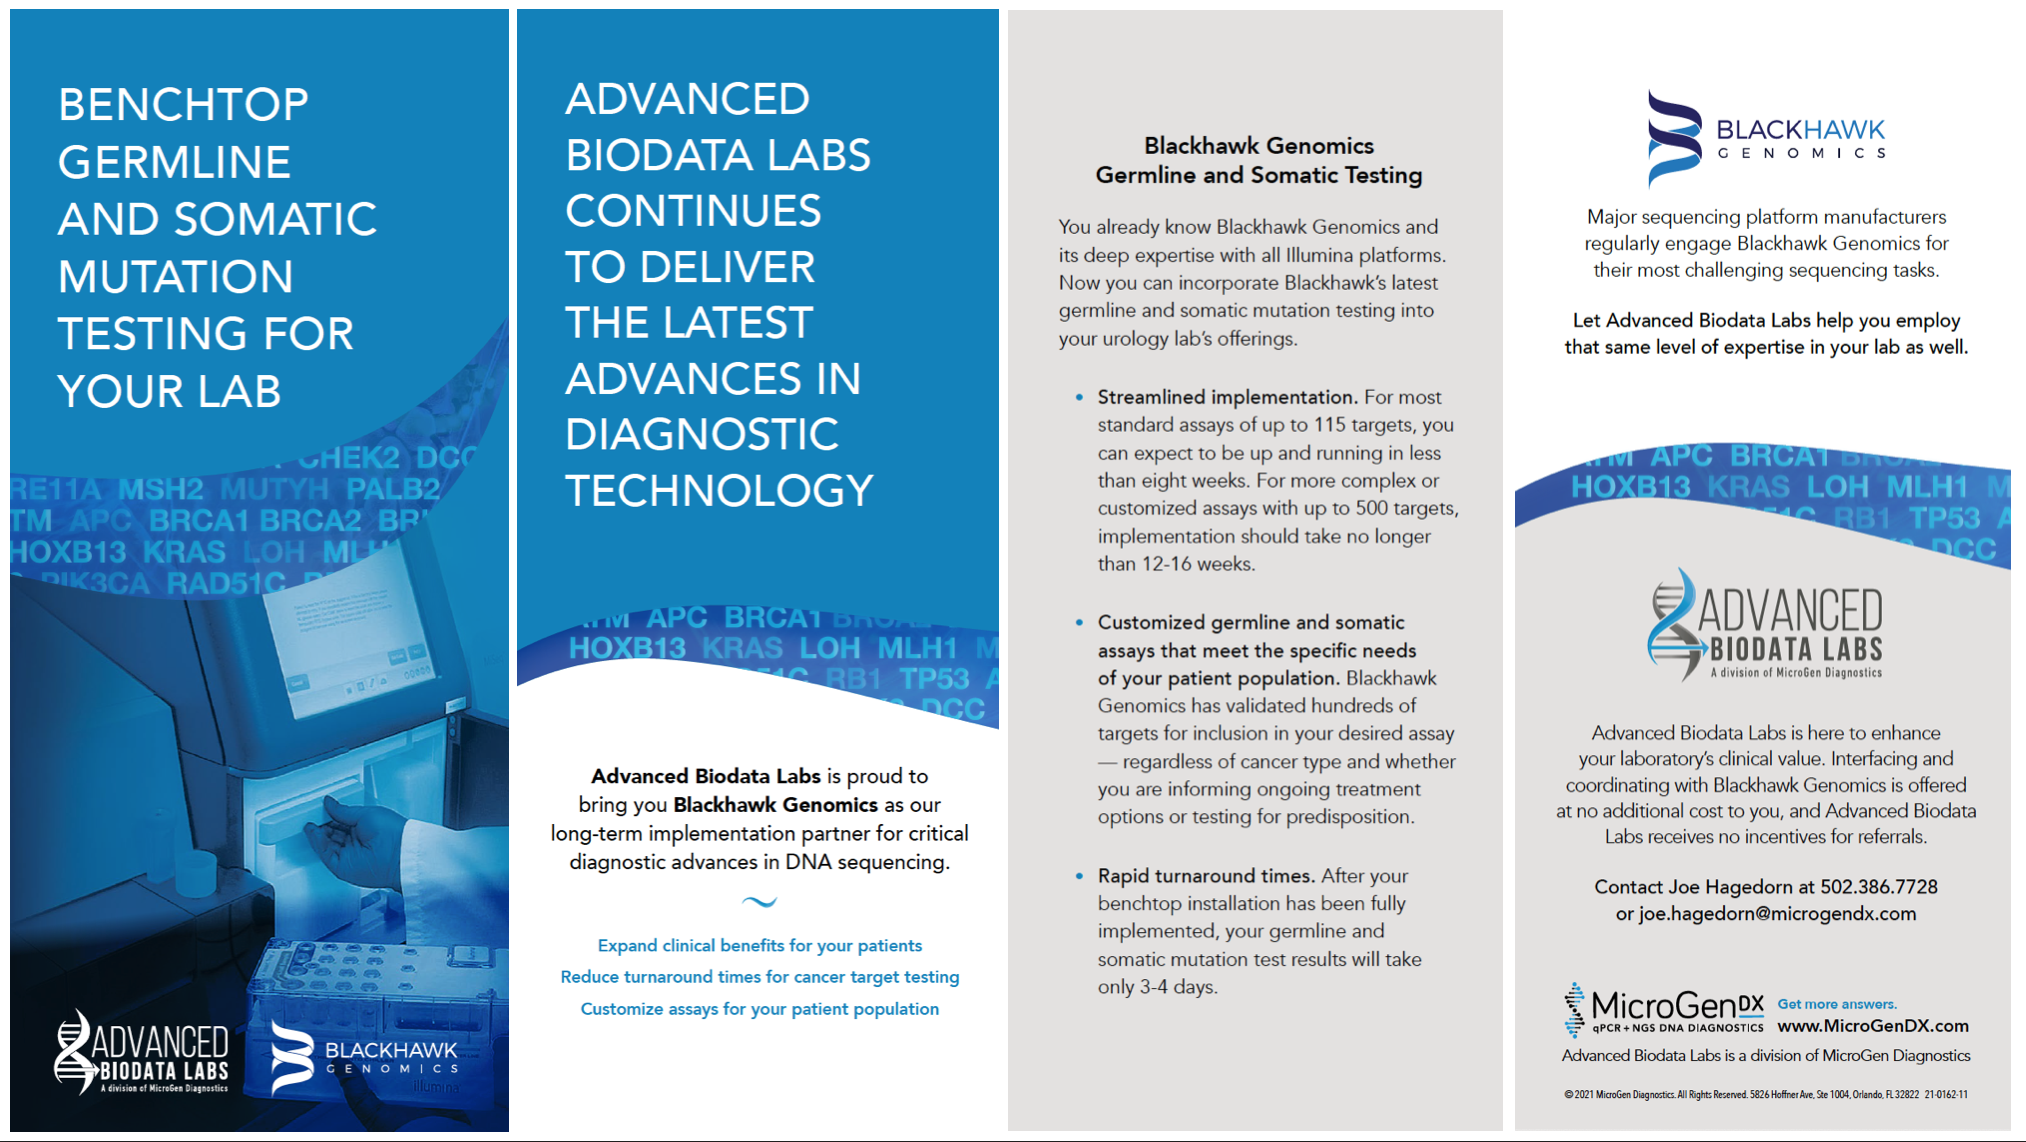 BENCHTOP
GERMLINE
AND SOMATIC
MUTATION
TESTING FOR
YOUR LAB
CHEK2 DCC
RE11A MSH2 MUTYH PALB2
TM APC BRCA1 BRCA2 BRI
HOXB13 KRAS LOH MLH
PIK3CA RAD51C
ADVANCED
BIODATA LABS
A division of MicroGen Diagnostics
BLACKHAWK
GENOMICS
illumina
ADVANCED
BIODATA LABS
CONTINUES
TO DELIVER
THE LATEST
ADVANCES IN
DIAGNOSTIC
TECHNOLOGY
APC BRCA1
HOXB13 KRAS LOH MLH1 M
51C RB1 TP53 A
DCC
Advanced Biodata Labs is proud to
bring you Blackhawk Genomics as our
long-term implementation partner for critical
diagnostic advances in DNA sequencing.
Expand clinical benefits for your patients
Reduce turnaround times for cancer target testing
Customize assays for your patient population
Blackhawk Genomics
Germline and Somatic Testing
You already know Blackhawk Genomics and
its deep expertise with all Illumina platforms.
Now you can incorporate Blackhawk's latest
germline and somatic mutation testing into
your urology lab's offerings.
• Streamlined implementation. For most
standard assays of up to 115 targets, you
can expect to be up and running in less
than eight weeks. For more complex or
customized assays with up to 500 targets,
implementation should take no longer
than 12-16 weeks.
• Customized germline and somatic
assays that meet the specific needs
of your patient population. Blackhawk
Genomics has validated hundreds of
targets for inclusion in your desired assay
— regardless of cancer type and whether
you are informing ongoing treatment
options or testing for predisposition.
• Rapid turnaround times. After your
benchtop installation has been fully
implemented, your germline and
somatic mutation test results will take
only 3-4 days.
BLACKHAWK
GENOMICS
Major sequencing platform manufacturers
regularly engage Blackhawk Genomics for
their most challenging sequencing tasks.
Let Advanced Biodata Labs help you employ
that same level of expertise in your lab as well.
APC BRCA1
HOXB13 KRAS LOH MLH1 M
51C RB1 TP53 A
DCC
ADVANCED
BIODATA LABS
A division of MicroGen Diagnostics
Advanced Biodata Labs is here to enhance
your laboratory's clinical value. Interfacing and
coordinating with Blackhawk Genomics is offered
at no additional cost to you, and Advanced Biodata
Labs receives no incentives for referrals.
Contact Joe Hagedorn at 502.386.7728
or joe.hagedorn@microgendx.com
MicroGenDX Get more answers.
qPCR + NGS DNA DIAGNOSTICS www.MicroGenDX.com
Advanced Biodata Labs is a division of MicroGen Diagnostics
© 2021 MicroGen Diagnostics. All Rights Reserved. 5826 Hoffner Ave, Ste 1004, Orlando, FL 32822 21-0162-11